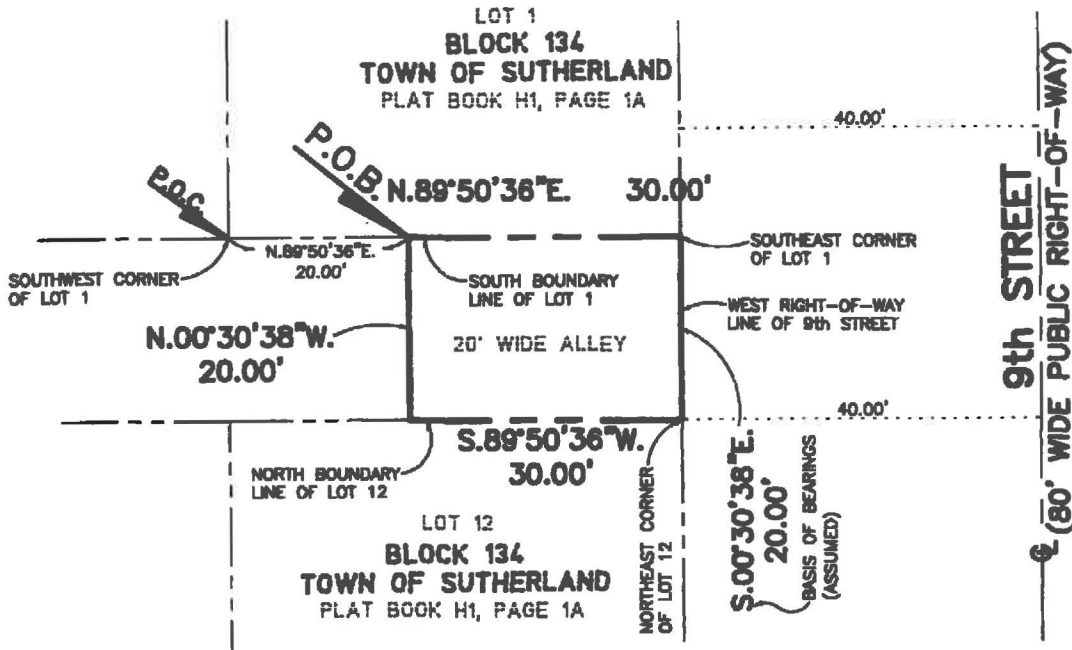 LOT 1
BLOCK 134
TOWN OF SUTHERLAND
PLAT BOOK H1, PAGE 1A
40.00'
P.O.C.
P.O.B.
N.89°50'36"E. 30.00'
N.89°50'36"E.
20.00'
SOUTHWEST CORNER
OF LOT 1
SOUTH BOUNDARY
LINE OF LOT 1
SOUTHEAST CORNER
OF LOT 1
WEST RIGHT-OF-WAY
LINE OF 9th STREET
N.00°30'38"W.
20.00'
20' WIDE ALLEY
40.00'
S.89°50'36"W.
30.00'
NORTH BOUNDARY
LINE OF LOT 12
LOT 12
BLOCK 134
TOWN OF SUTHERLAND
PLAT BOOK H1, PAGE 1A
NORTHEAST CORNER
OF LOT 12
S.00°30'38"E.
20.00'
BASIS OF BEARINGS
(ASSUMED)
9th STREET
℄ (80' WIDE PUBLIC RIGHT-OF-WAY)